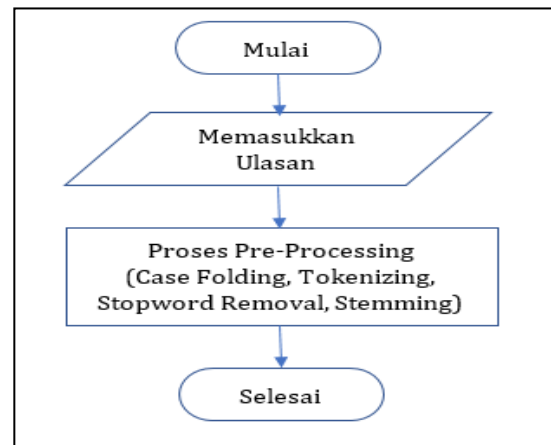 Mulai
Memasukkan
Ulasan
Proses Pre-Processing
(Case Folding, Tokenizing,
Stopword Removal, Stemming)
Selesai